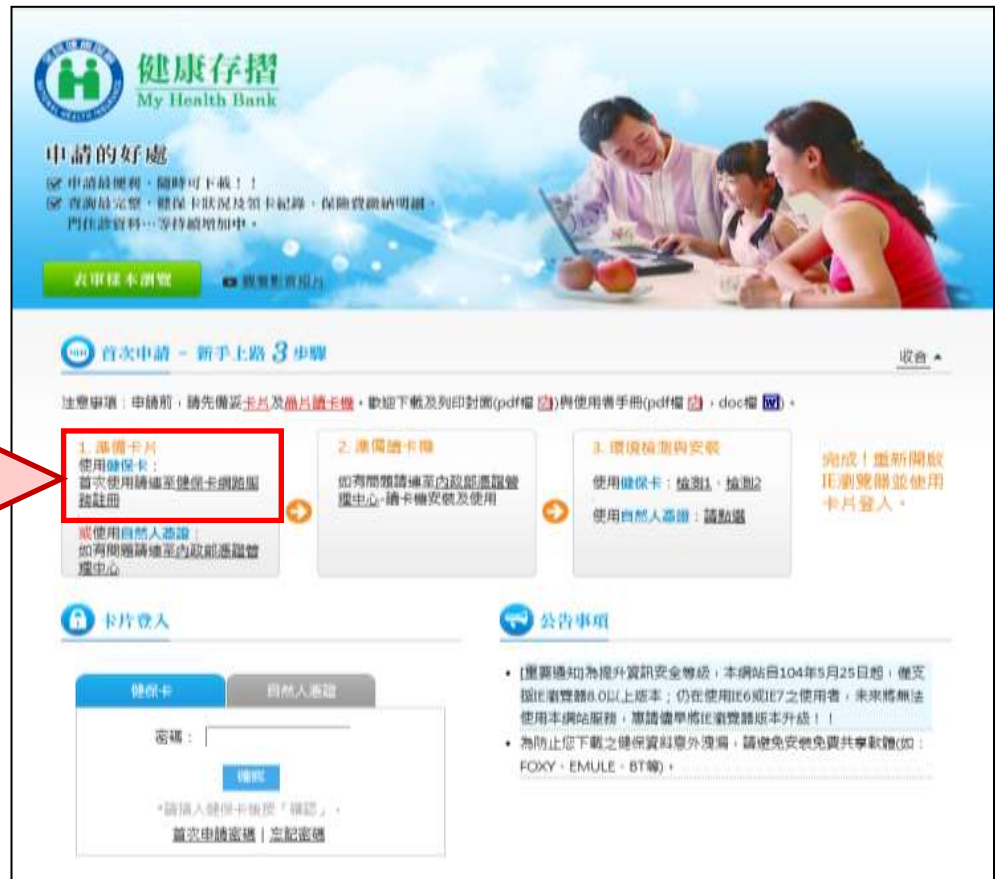 健康存摺
My Health Bank
申請的好處
申請最便利，隨時可下載！！
查詢最完整，健保卡狀況及領卡紀錄、保險費繳納明細、
門住診資料…等持續增加中。
表單樣本瀏覽
首次申請 - 新手上路 3 步驟
收合
注意事項：申請前，請先備妥卡片及晶片讀卡機。歡迎下載及列印封面(pdf檔)與使用者手冊(pdf檔，doc檔)。
1. 準備卡片
使用健保卡：
首次使用請連至健保卡網路服
務註冊
或使用自然人憑證：
如有問題請連至內政部憑證管
理中心
2. 準備讀卡機
如有問題請連至內政部憑證管
理中心-讀卡機安裝及使用
3. 環境檢測與安裝
使用健保卡：檢測1、檢測2
使用自然人憑證：請點選
完成！重新開啟
IE瀏覽器並使用
卡片登入。
卡片登入
健保卡
自然人憑證
密碼：
確認
*請插入健保卡後按「確認」。
首次申請密碼 | 忘記密碼
公告事項
• [重要通知]為提升資訊安全等級，本網站自104年5月25日起，僅支
援IE瀏覽器8.0以上版本；仍在使用IE6或IE7之使用者，未來將無法
使用本網站服務，惠請儘早將IE瀏覽器版本升級！！
• 為防止您下載之健保資料意外洩漏，請避免安裝免費共享軟體(如：
FOXY、EMULE、BT等)。